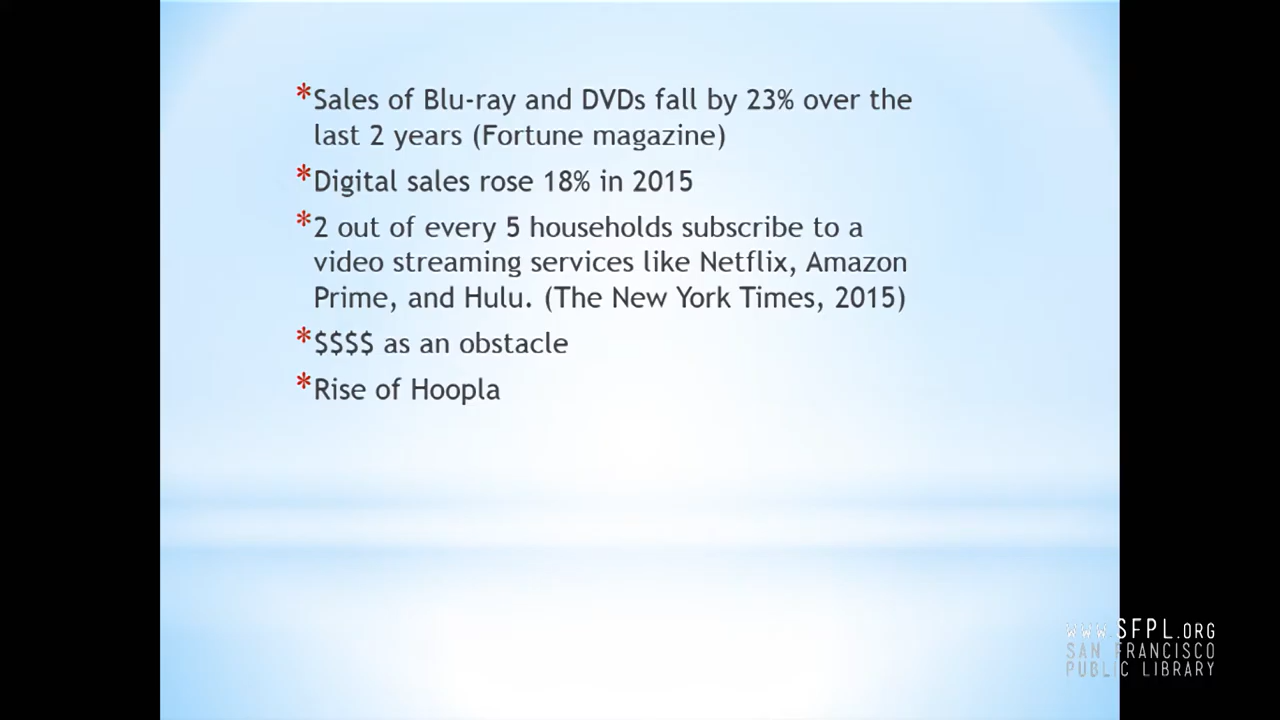 *Sales of Blu-ray and DVDs fall by 23% over the
last 2 years (Fortune magazine)
*Digital sales rose 18% in 2015
*2 out of every 5 households subscribe to a
video streaming services like Netflix, Amazon
Prime, and Hulu. (The New York Times, 2015)
*$$$$ as an obstacle
*Rise of Hoopla
WWW.SFPL.ORG
SAN FRANCISCO
PUBLIC LIBRARY